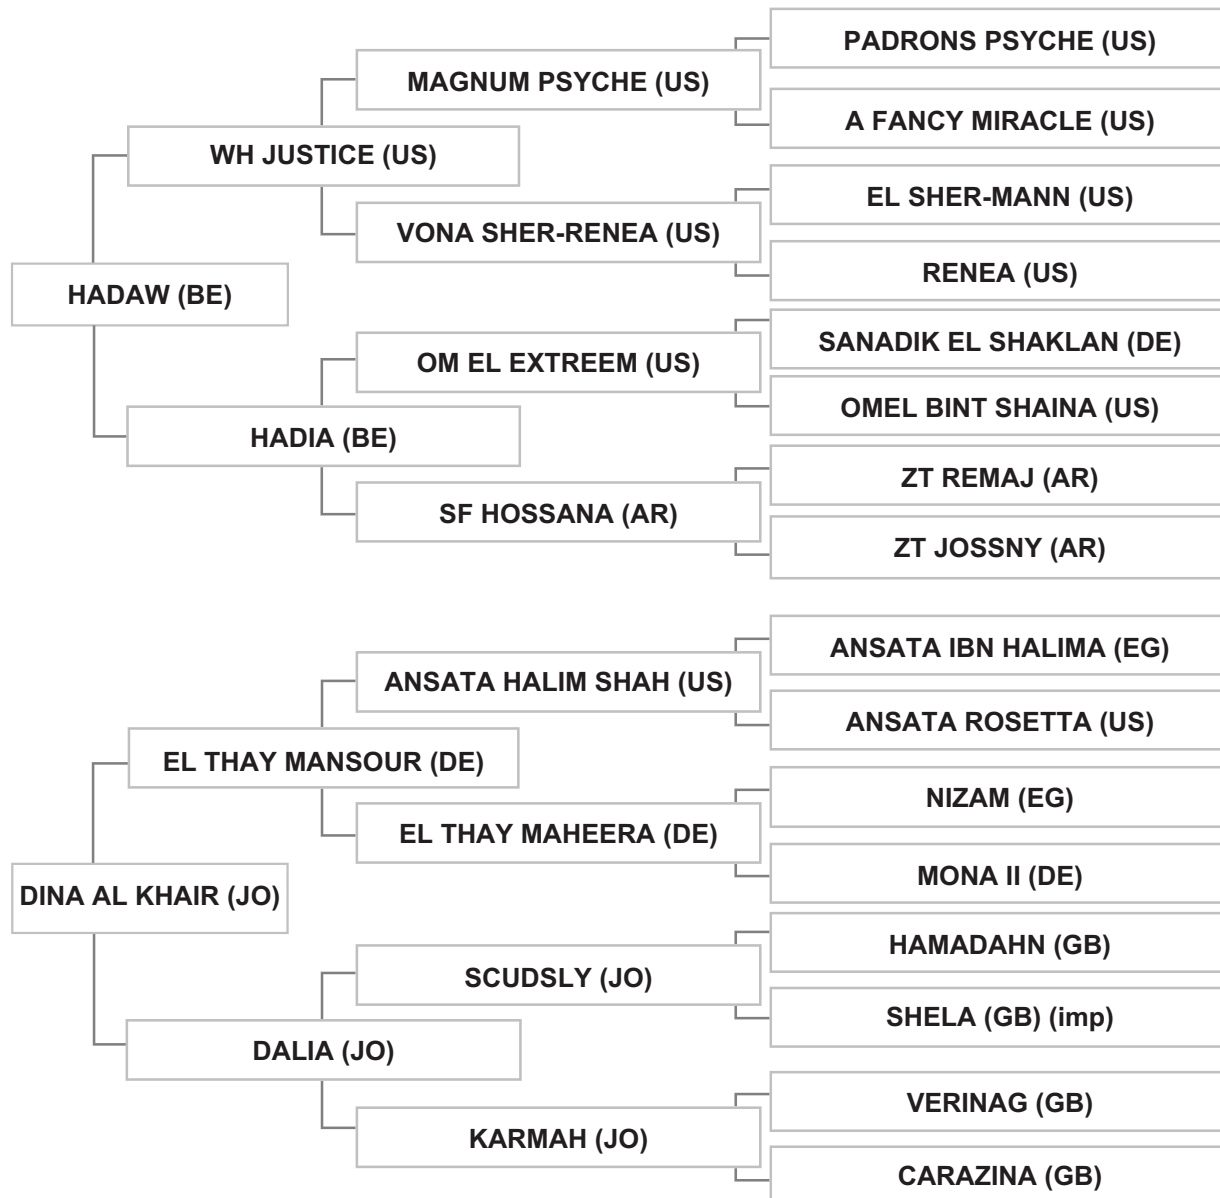 PADRONS PSYCHE (US)
MAGNUM PSYCHE (US)
A FANCY MIRACLE (US)
WH JUSTICE (US)
EL SHER-MANN (US)
VONA SHER-RENEA (US)
RENEA (US)
HADAW (BE)
SANADIK EL SHAKLAN (DE)
OM EL EXTREEM (US)
OMEL BINT SHAINA (US)
HADIA (BE)
ZT REMAJ (AR)
SF HOSSANA (AR)
ZT JOSSNY (AR)
ANSATA IBN HALIMA (EG)
ANSATA HALIM SHAH (US)
ANSATA ROSETTA (US)
EL THAY MANSOUR (DE)
NIZAM (EG)
EL THAY MAHEERA (DE)
MONA II (DE)
DINA AL KHAIR (JO)
HAMADAHN (GB)
SCUDSLY (JO)
SHELA (GB) (imp)
DALIA (JO)
VERINAG (GB)
KARMAH (JO)
CARAZINA (GB)